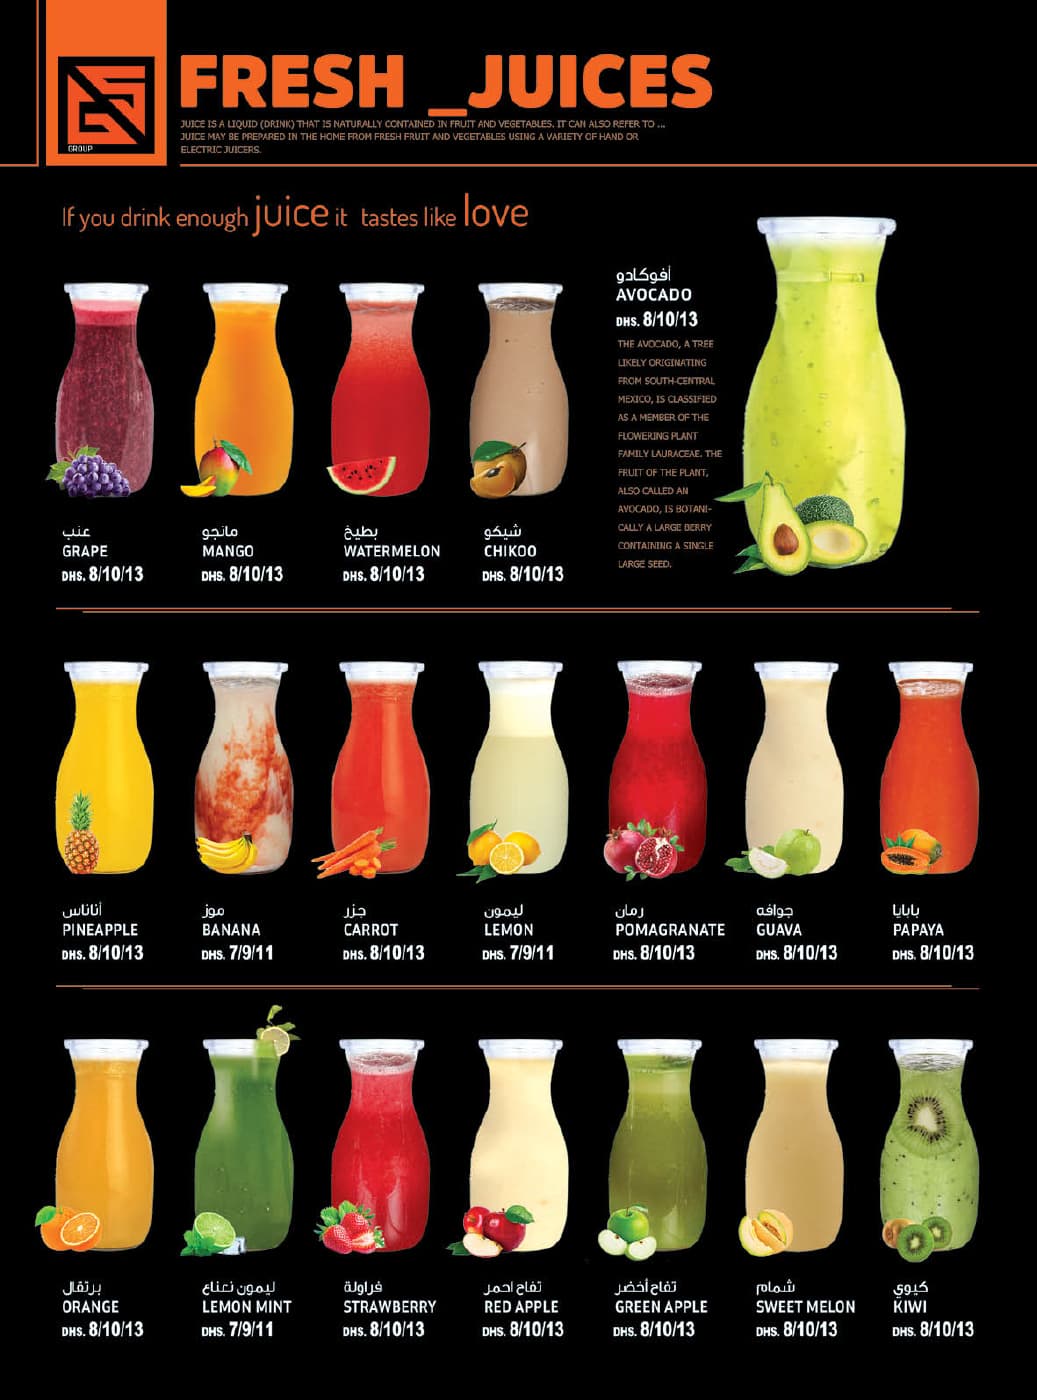 GROUP
FRESH _JUICES
JUICE IS A LIQUID (DRINK) THAT IS NATURALLY CONTAINED IN FRUIT AND VEGETABLES. IT CAN ALSO REFER TO ...
JUICE MAY BE PREPARED IN THE HOME FROM FRESH FRUIT AND VEGETABLES USING A VARIETY OF HAND OR
ELECTRIC JUICERS.
If you drink enough juice it tastes like love
عنب
GRAPE
DHS. 8/10/13
مانجو
MANGO
DHS. 8/10/13
بطيخ
WATERMELON
DHS. 8/10/13
شيكو
CHIKOO
DHS. 8/10/13
أفوكادو
AVOCADO
DHS. 8/10/13
THE AVOCADO, A TREE
LIKELY ORIGINATING
FROM SOUTH-CENTRAL
MEXICO, IS CLASSIFIED
AS A MEMBER OF THE
FLOWERING PLANT
FAMILY LAURACEAE. THE
FRUIT OF THE PLANT,
ALSO CALLED AN
AVOCADO, IS BOTANI-
CALLY A LARGE BERRY
CONTAINING A SINGLE
LARGE SEED.
أناناس
PINEAPPLE
DHS. 8/10/13
موز
BANANA
DHS. 7/9/11
جزر
CARROT
DHS. 8/10/13
ليمون
LEMON
DHS. 7/9/11
رمان
POMAGRANATE
DHS. 8/10/13
جوافه
GUAVA
DHS. 8/10/13
بابايا
PAPAYA
DHS. 8/10/13
برتقال
ORANGE
DHS. 8/10/13
ليمون نعناع
LEMON MINT
DHS. 7/9/11
فراولة
STRAWBERRY
DHS. 8/10/13
تفاح احمر
RED APPLE
DHS. 8/10/13
تفاح أخضر
GREEN APPLE
DHS. 8/10/13
شمام
SWEET MELON
DHS. 8/10/13
كيوي
KIWI
DHS. 8/10/13